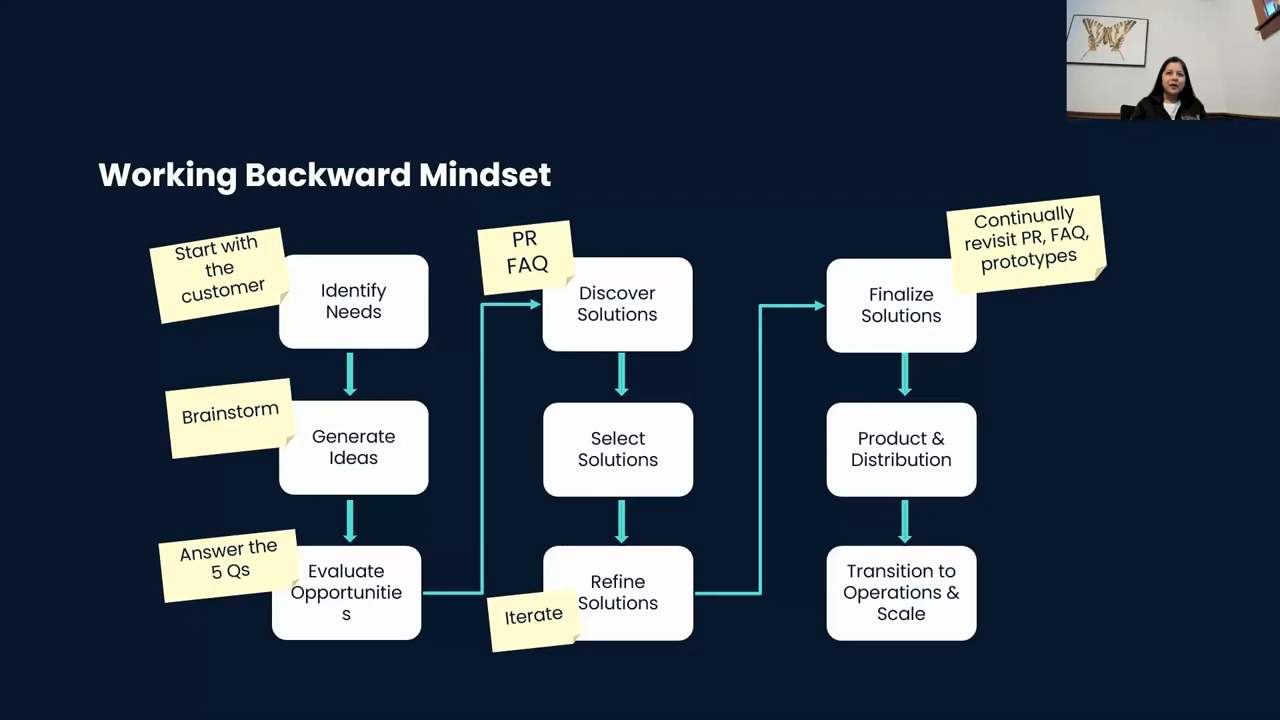 Working Backward Mindset
Start with
the
customer
Identify
Needs
Brainstorm
Generate
Ideas
Answer the
5 Qs
Evaluate
Opportunitie
s
PR
FAQ
Discover
Solutions
Select
Solutions
Iterate
Refine
Solutions
Continually
revisit PR, FAQ,
prototypes
Finalize
Solutions
Product &
Distribution
Transition to
Operations &
Scale